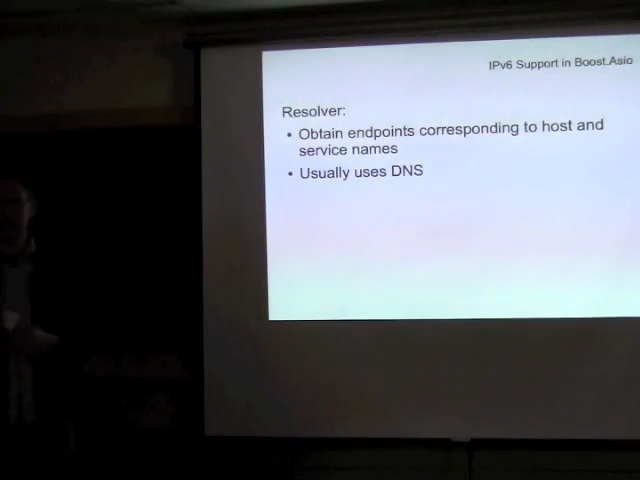 IPv6 Support in Boost.Asio
Resolver:
• Obtain endpoints corresponding to host and
service names
• Usually uses DNS